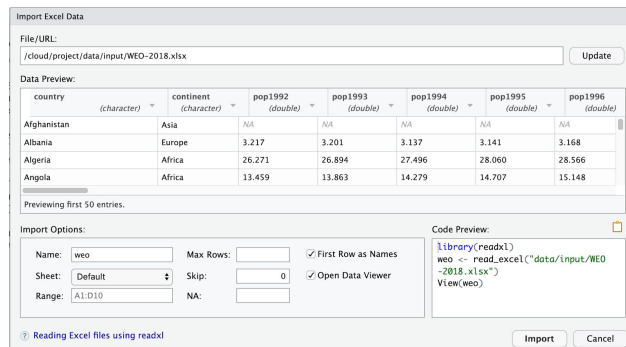 Import Excel Data
File/URL:
/cloud/project/data/input/WEO-2018.xlsx
Update
Data Preview:
country continent pop1992 pop1993 pop1994 pop1995 pop1996
(character) (character) (double) (double) (double) (double) (double)
Afghanistan Asia NA NA NA NA NA
Albania Europe 3.217 3.201 3.137 3.141 3.168
Algeria Africa 26.271 26.894 27.496 28.060 28.566
Angola Africa 13.459 13.863 14.279 14.707 15.148
Previewing first 50 entries.
Import Options:
Name: weo Max Rows: First Row as Names
Sheet: Default Skip: 0 Open Data Viewer
Range: A1:D10 NA:
Code Preview:
library(readxl)
weo <- read_excel("data/input/WEO
-2018.xlsx")
View(weo)
? Reading Excel files using readxl
Import Cancel